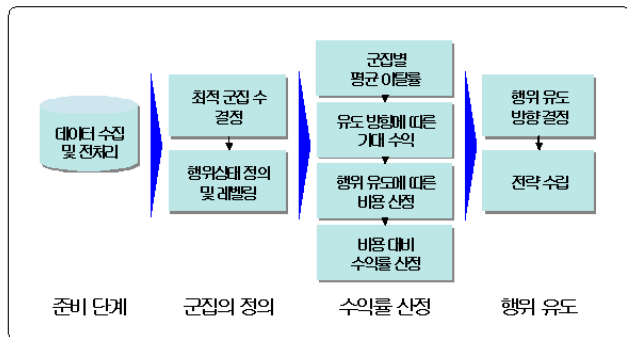 데이터 수집
및 전처리
준비 단계
최적 군집 수
결정
행위상태 정의
및 레벨링
군집의 정의
군집별
평균 이탈률
유도 방향에 따른
기대 수익
행위 유도에 따른
비용 산정
비용 대비
수익률 산정
수익률 산정
행위 유도
방향 결정
전략 수립
행위 유도